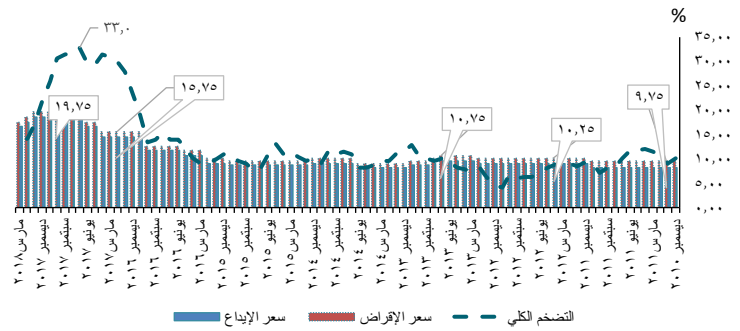 %
٣٥,٠٠
٣٠,٠٠
٢٥,٠٠
٢٠,٠٠
١٥,٠٠
١٠,٠٠
٥,٠٠
٠,٠٠
٣٣,٠
٩,٧٥
١٠,٢٥
١٠,٧٥
١٥,٧٥
١٩,٧٥
ديسمبر ٢٠١٠
مارس ٢٠١١
يونيو ٢٠١١
سبتمبر ٢٠١١
ديسمبر ٢٠١١
مارس ٢٠١٢
يونيو ٢٠١٢
سبتمبر ٢٠١٢
ديسمبر ٢٠١٢
مارس ٢٠١٣
يونيو ٢٠١٣
سبتمبر ٢٠١٣
ديسمبر ٢٠١٣
مارس ٢٠١٤
يونيو ٢٠١٤
سبتمبر ٢٠١٤
ديسمبر ٢٠١٤
مارس ٢٠١٥
يونيو ٢٠١٥
سبتمبر ٢٠١٥
ديسمبر ٢٠١٥
مارس ٢٠١٦
يونيو ٢٠١٦
سبتمبر ٢٠١٦
ديسمبر ٢٠١٦
مارس ٢٠١٧
يونيو ٢٠١٧
سبتمبر ٢٠١٧
ديسمبر ٢٠١٧
مارس ٢٠١٨
التضخم الكلي
سعر الإقراض
سعر الإيداع